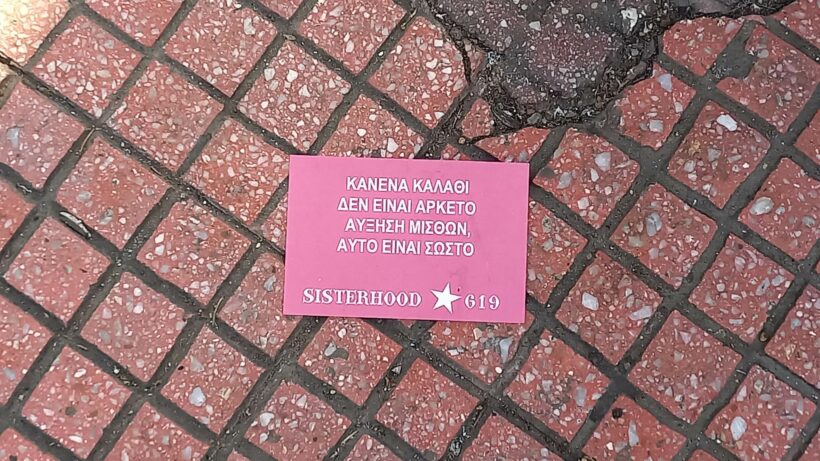 ΚΑΝΕΝΑ ΚΑΛΑΘΙ
ΔΕΝ ΕΙΝΑΙ ΑΡΚΕΤΟ
ΑΥΞΗΣΗ ΜΙΣΘΩΝ,
ΑΥΤΟ ΕΙΝΑΙ ΣΩΣΤΟ
SISTERHOOD ★ 619